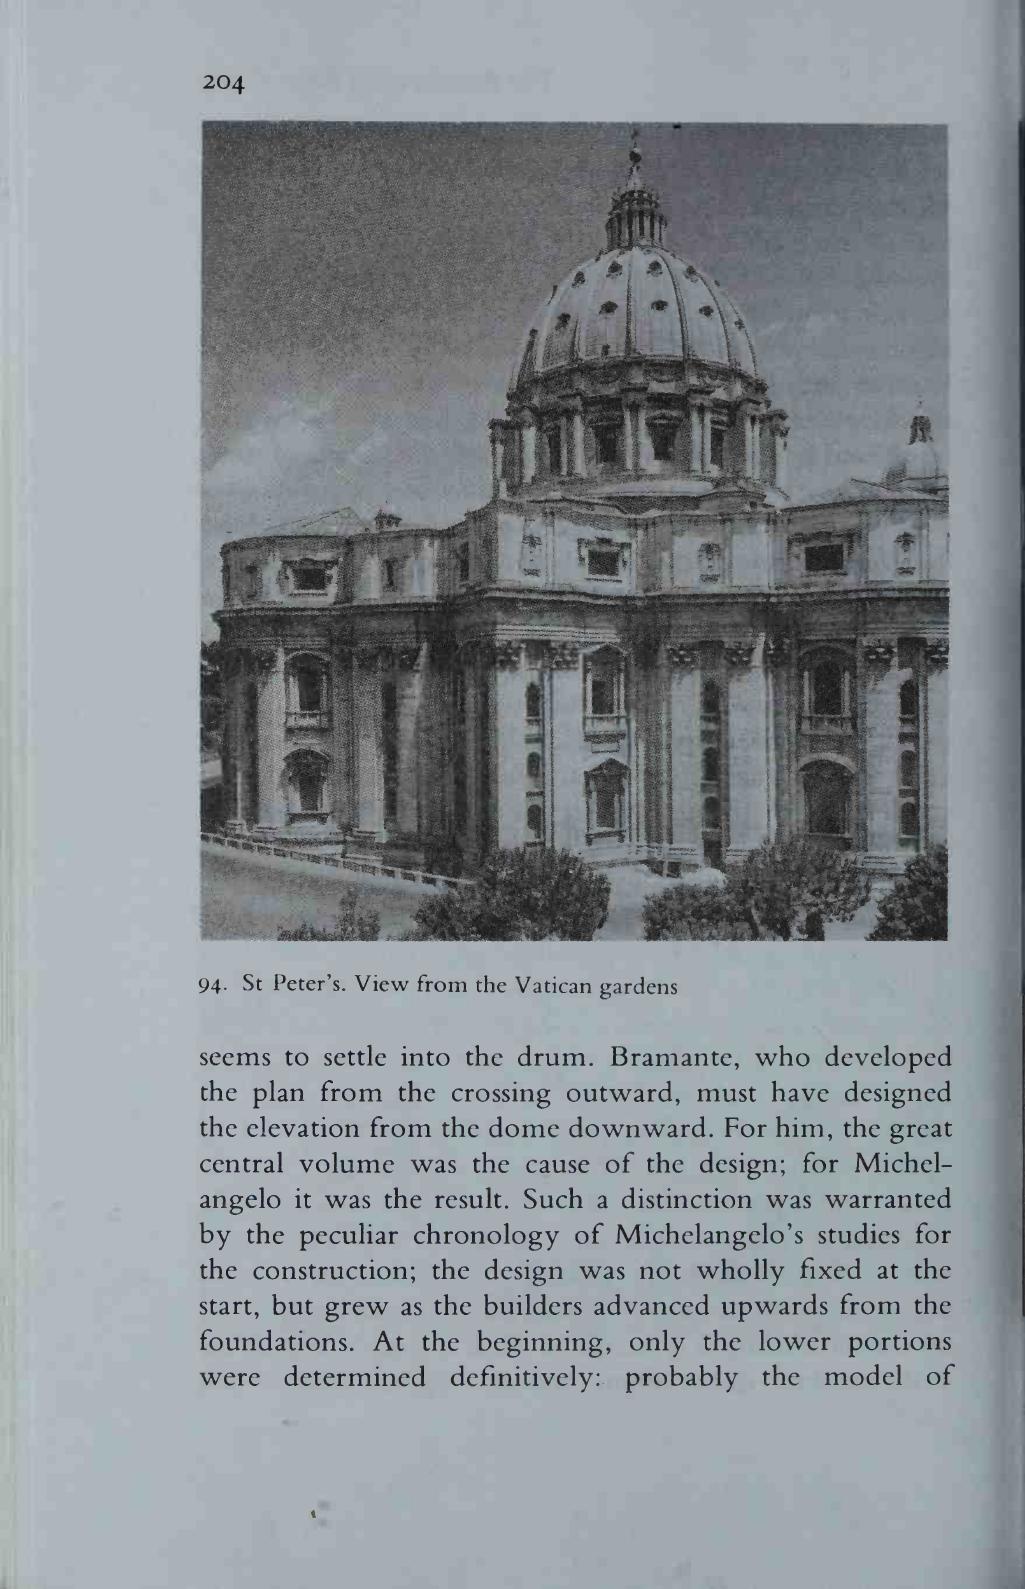 204
94. St Peter's. View from the Vatican gardens
seems to settle into the drum. Bramante, who developed
the plan from the crossing outward, must have designed
the elevation from the dome downward. For him, the great
central volume was the cause of the design; for Michel-
angelo it was the result. Such a distinction was warranted
by the peculiar chronology of Michelangelo's studies for
the construction; the design was not wholly fixed at the
start, but grew as the builders advanced upwards from the
foundations. At the beginning, only the lower portions
were determined definitively: probably the model of